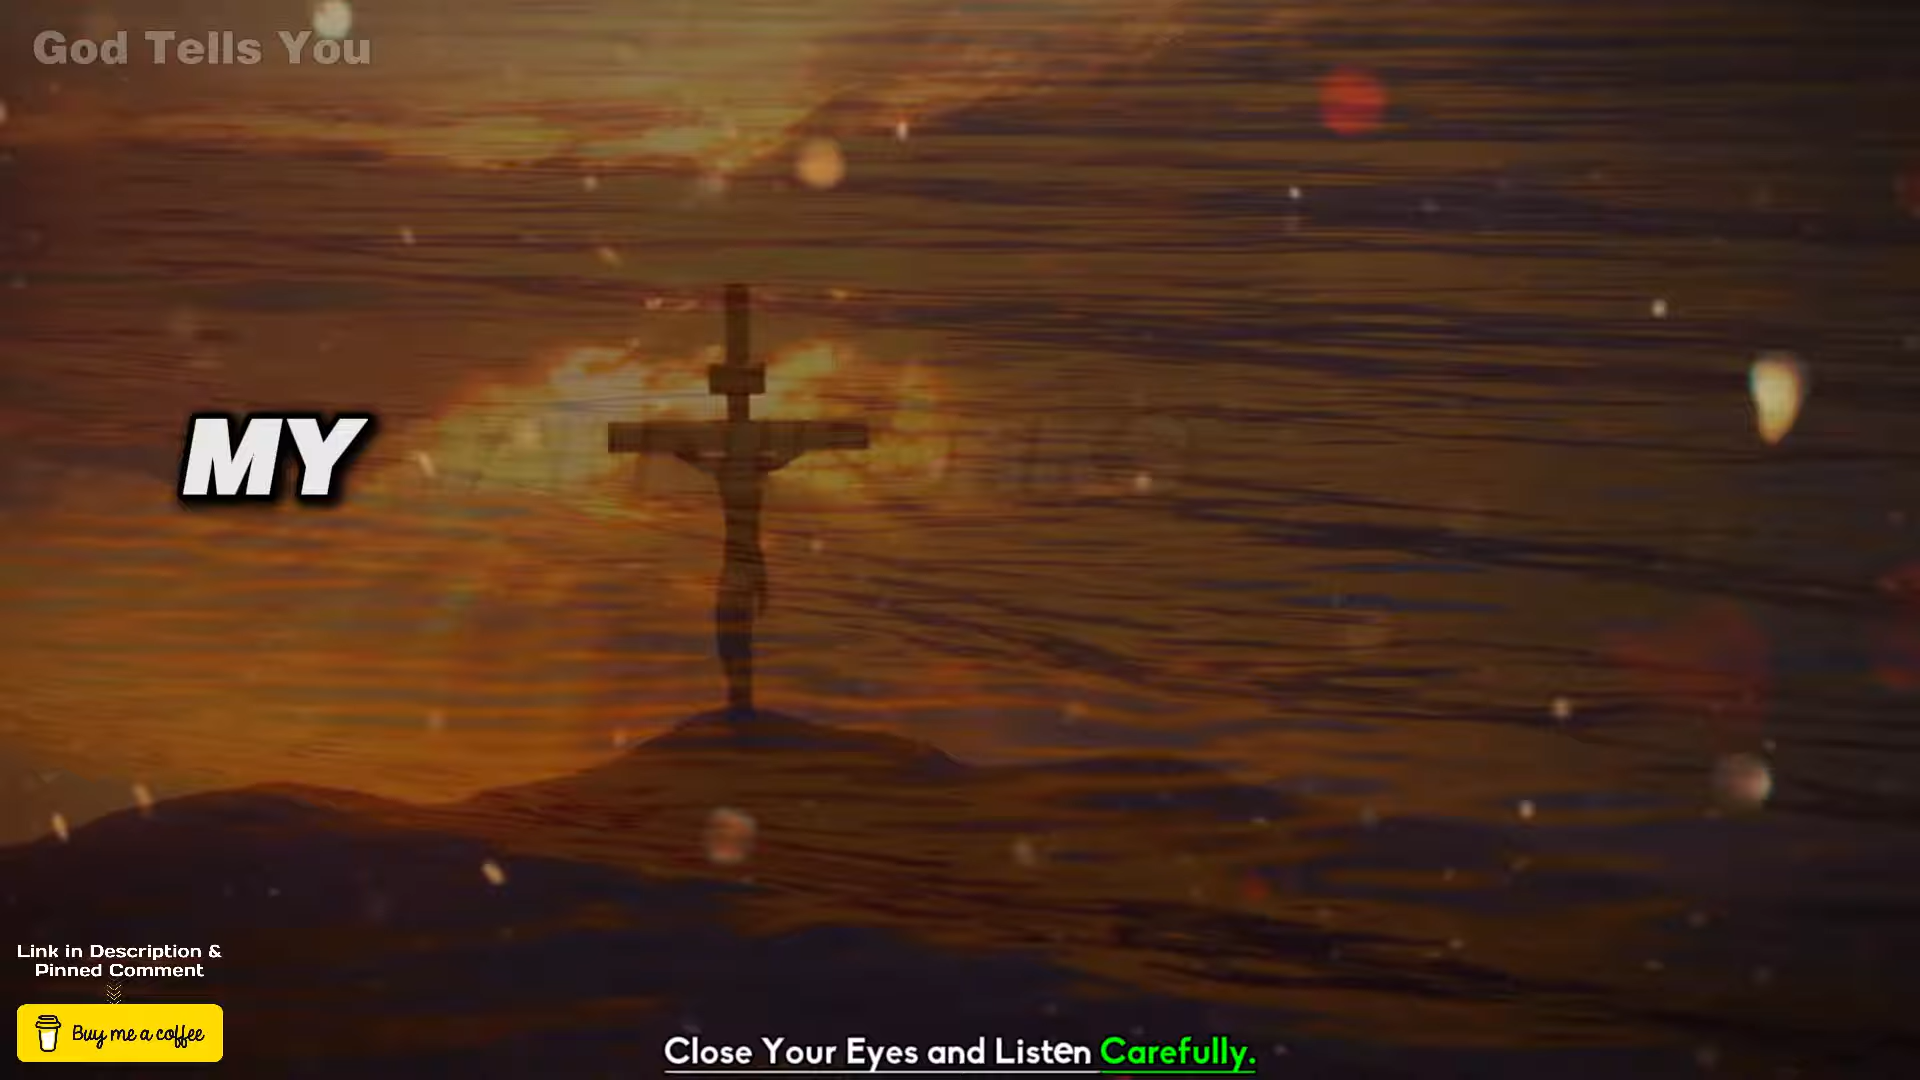 God Tells You
MY
Link in Description &
Pinned Comment
Buy me a coffee
Close Your Eyes and Listen Carefully.